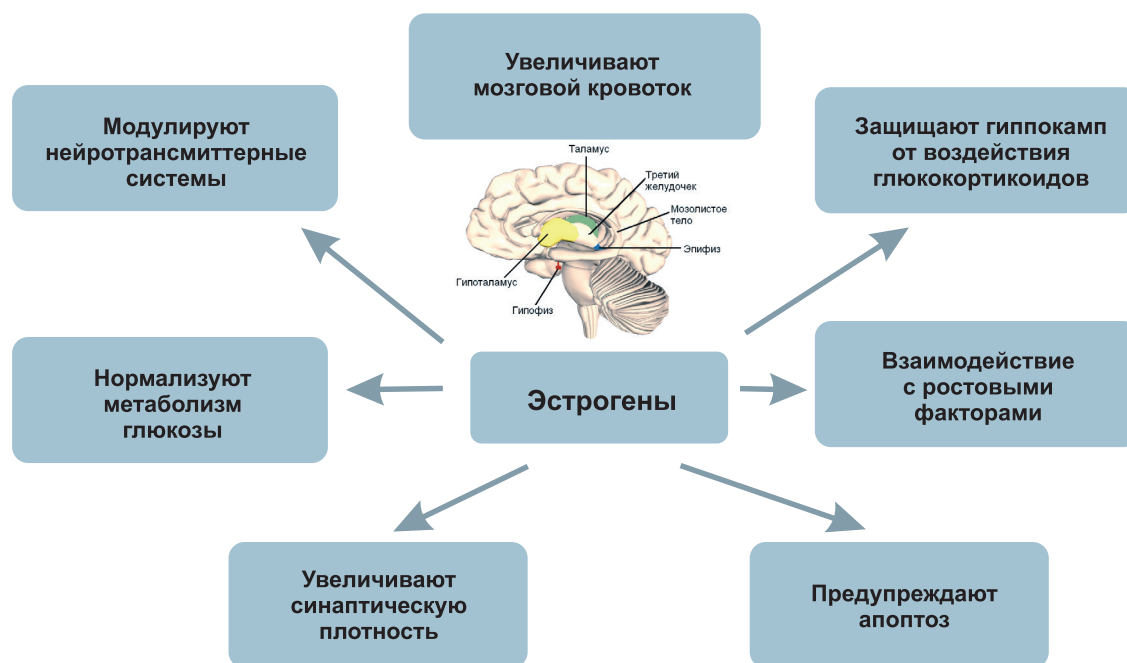 Увеличивают
мозговой кровоток
Модулируют
нейротрансмиттерные
системы
Защищают гиппокамп
от воздействия
глюкокортикоидов
Таламус
Третий
желудочек
Мозолистое
тело
Эпифиз
Гипоталамус
Гипофиз
Нормализуют
метаболизм
глюкозы
Эстрогены
Взаимодействие
с ростовыми
факторами
Увеличивают
синаптическую
плотность
Предупреждают
апоптоз